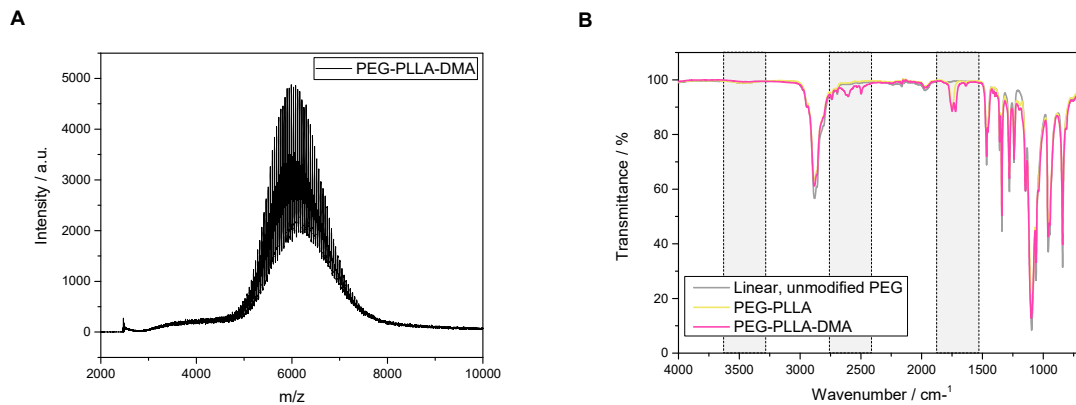 A
PEG-PLLA-DMA
5000
4000
3000
2000
1000
0
Intensity / a.u.
2000 4000 6000 8000 10000
m/z
B
100
80
60
40
20
0
Transmittance / %
Linear, unmodified PEG
PEG-PLLA
PEG-PLLA-DMA
4000 3500 3000 2500 2000 1500 1000
Wavenumber / cm-¹